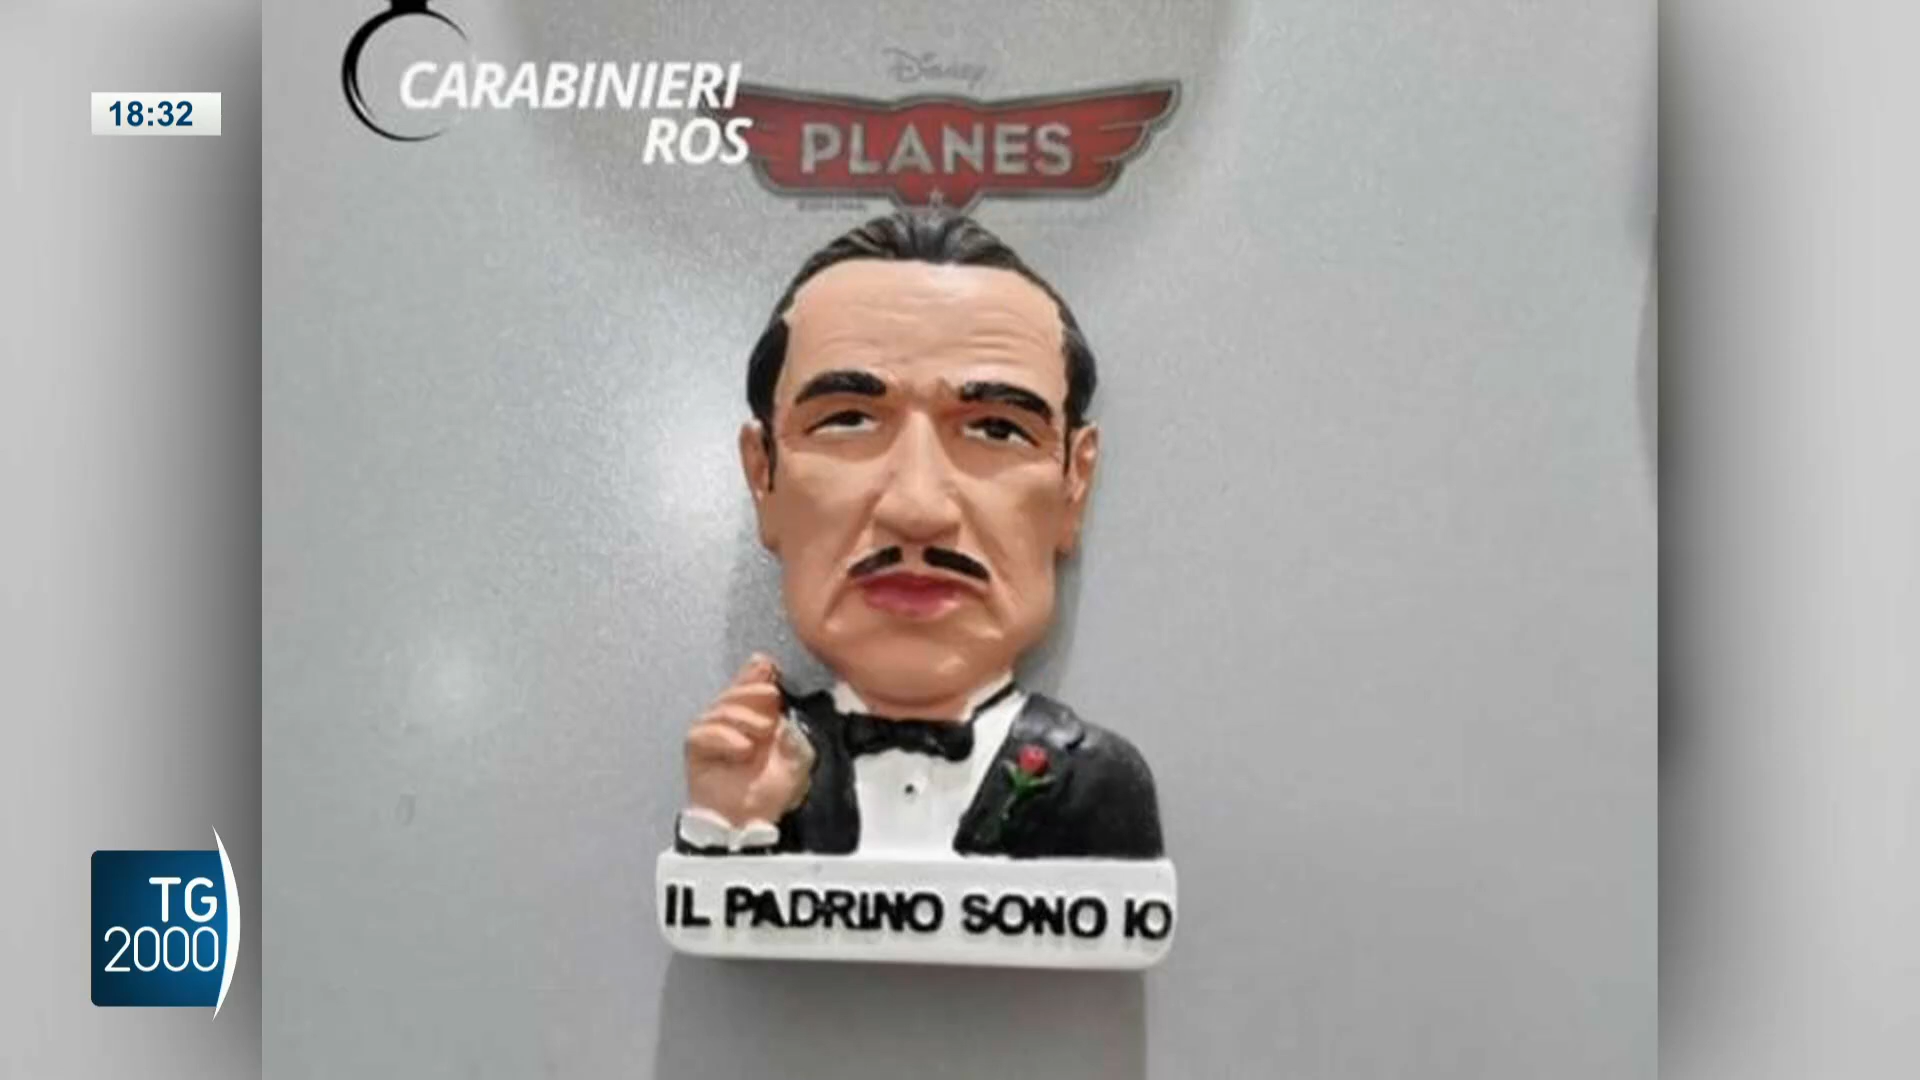 CARABINIERI
ROS
18:32
Disney
PLANES
IL PADRINO SONO IO
TG
2000